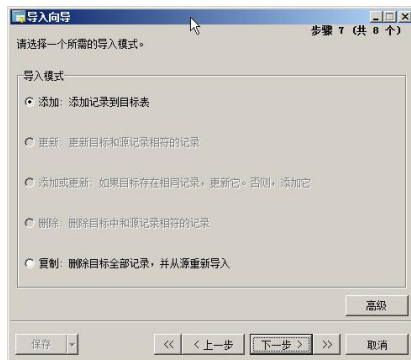 导入向导
步骤 7 (共 8 个)
请选择一个所需的导入模式。
导入模式
添加: 添加记录到目标表
更新: 更新目标和源记录相符的记录
添加或更新: 如果目标存在相同记录，更新它。否则，添加它
删除: 删除目标中和源记录相符的记录
复制: 删除目标全部记录，并从源重新导入
高级
保存 << < 上一步 下一步 > >> 取消